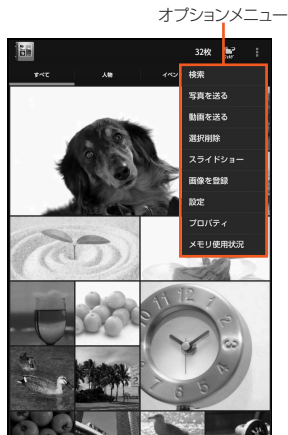 オプションメニュー
32枚
すべて
人物
イベン
検索
写真を送る
動画を送る
選択削除
スライドショー
画像を登録
設定
プロパティ
メモリ使用状況